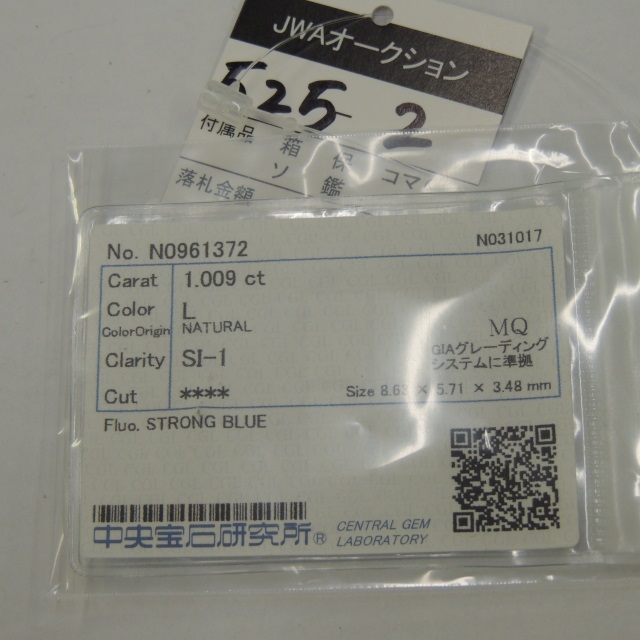 JWAオークション
525 2
付属品 箱 保 コマ
ソ 鑑
落札金額
No. N0961372 N031017
Carat 1.009 ct
Color L
ColorOrigin NATURAL
MQ
Clarity SI-1
GIAグレーディング
システムに準拠
Cut ****
Size 8.63 × 5.71 × 3.48 mm
Fluo. STRONG BLUE
中央宝石研究所® CENTRAL GEM
LABORATORY